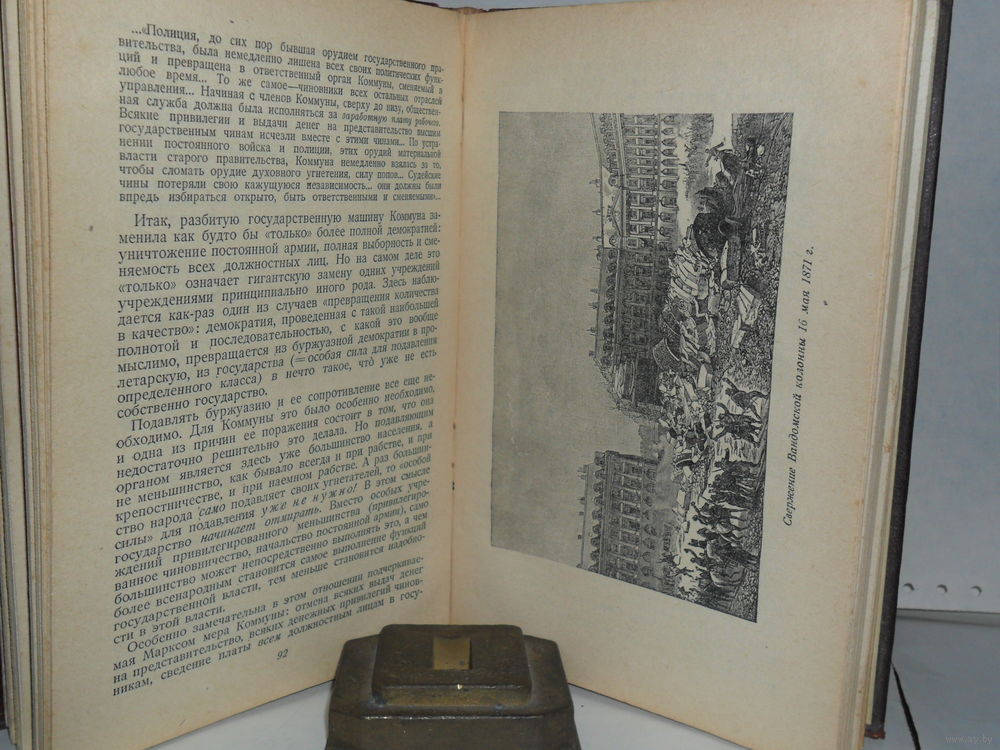 ...«Полиция, до сих пор бывшая орудием государственного пра-
вительства, была немедленно лишена всех своих политических функ-
ций и превращена в ответственный орган Коммуны, сменяемый в
любое время... То же самое—чиновники всех остальных отраслей
управления... Начиная с членов Коммуны, сверху до низу, обществен-
ная служба должна была исполняться за заработную плату рабочего.
Всякие привилегии и выдачи денег на представительство высшим
государственным чинам исчезли вместе с этими чинами... По устра-
нении постоянного войска и полиции, этих орудий материальной
власти старого правительства, Коммуна немедленно взялась за то,
чтобы сломать орудие духовного угнетения, силу попов... Судейские
чины потеряли свою кажущуюся независимость... они должны были
впредь избираться открыто, быть ответственными и сменяемыми»...
Итак, разбитую государственную машину Коммуна за-
менила как будто бы «только» более полной демократией:
уничтожение постоянной армии, полная выборность и сме-
няемость всех должностных лиц. Но на самом деле это
«только» означает гигантскую замену одних учреждений
учреждениями принципиально иного рода. Здесь наблю-
дается как-раз один из случаев «превращения количества
в качество»: демократия, проведенная с такой наибольшей
полнотой и последовательностью, с какой это вообще
мыслимо, превращается из буржуазной демократии в про-
летарскую, из государства (=особая сила для подавления
определенного класса) в нечто такое, что уже не есть
собственно государство.
Подавлять буржуазию и ее сопротивление все еще не-
обходимо. Для Коммуны это было особенно необходимо,
и одна из причин ее поражения состоит в том, что она
недостаточно решительно это делала. Но подавляющим
органом является здесь уже большинство населения, а
не меньшинство, как бывало всегда и при рабстве, и при
крепостничестве, и при наемном рабстве. А раз большин-
ство народа само подавляет своих угнетателей, то «особой
силы» для подавления уже не нужно! В этом смысле
государство начинает отмирать. Вместо особых учре-
ждений привилегированного меньшинства (привилегиро-
ванное чиновничество, начальство постоянной армии), само
большинство может непосредственно выполнять это, а чем
более всенародным становится самое выполнение функций
государственной власти, тем меньше становится надобно-
сти в этой власти.
Особенно замечательна в этом отношении подчеркивае-
мая Марксом мера Коммуны: отмена всяких выдач денег
на представительство, всяких денежных привилегий чинов-
никам, сведение платы всем должностным лицам в госу-
92
Свержение Вандомской колонны 16 мая 1871 г.
www.ay.by